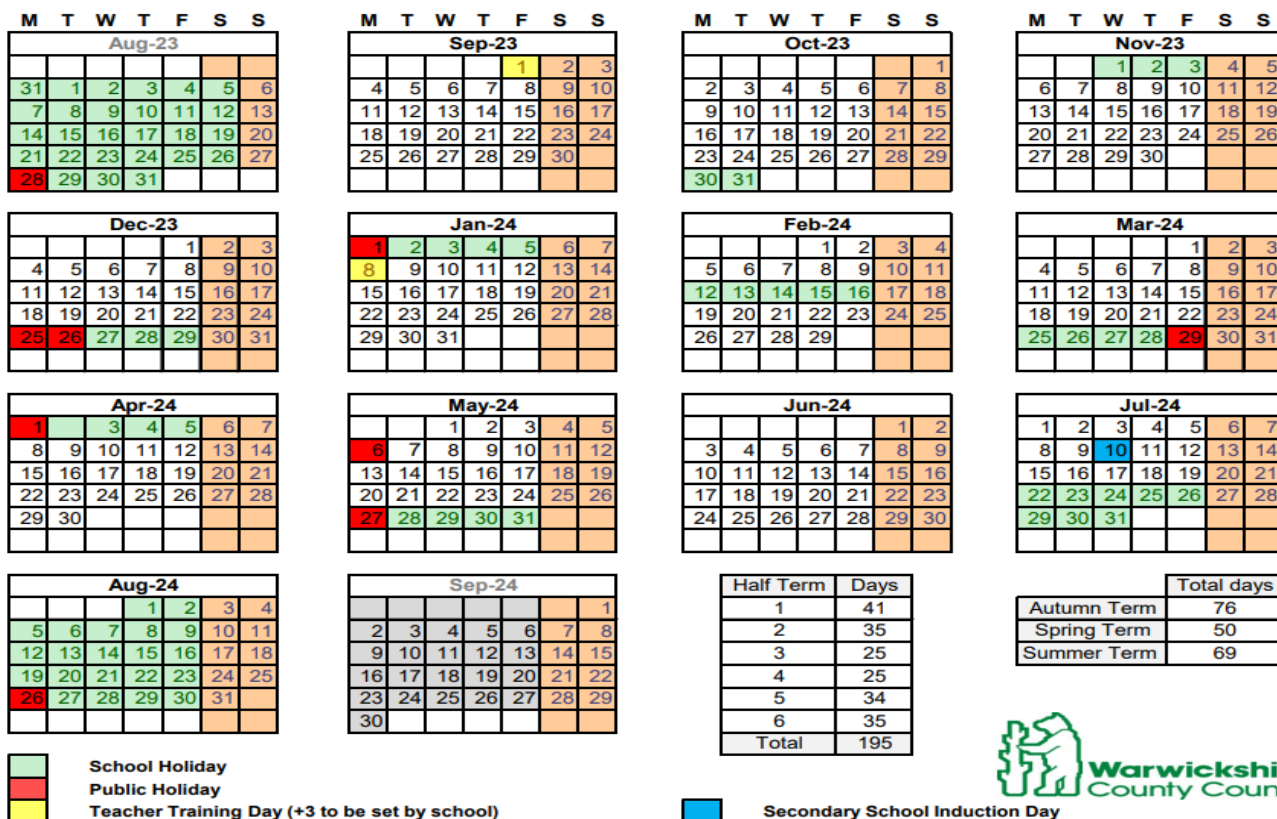 M T W T F S S M T W T F S S M T W T F S S M T W T F S S
Aug-23 Sep-23 Oct-23 Nov-23
1 2 3 1 1 2 3 4 5
31 1 2 3 4 5 6 4 5 6 7 8 9 10 2 3 4 5 6 7 8 6 7 8 9 10 11 12
7 8 9 10 11 12 13 11 12 13 14 15 16 17 9 10 11 12 13 14 15 13 14 15 16 17 18 19
14 15 16 17 18 19 20 18 19 20 21 22 23 24 16 17 18 19 20 21 22 20 21 22 23 24 25 26
21 22 23 24 25 26 27 25 26 27 28 29 30 23 24 25 26 27 28 29 27 28 29 30
28 29 30 31 30 31
Dec-23 Jan-24 Feb-24 Mar-24
1 2 3 1 2 3 4 5 6 7 1 2 3 4 1 2 3
4 5 6 7 8 9 10 8 9 10 11 12 13 14 5 6 7 8 9 10 11 4 5 6 7 8 9 10
11 12 13 14 15 16 17 15 16 17 18 19 20 21 12 13 14 15 16 17 18 11 12 13 14 15 16 17
18 19 20 21 22 23 24 22 23 24 25 26 27 28 19 20 21 22 23 24 25 18 19 20 21 22 23 24
25 26 27 28 29 30 31 29 30 31 26 27 28 29 25 26 27 28 29 30 31
Apr-24 May-24 Jun-24 Jul-24
1 3 4 5 6 7 1 2 3 4 5 1 2 1 2 3 4 5 6 7
8 9 10 11 12 13 14 6 7 8 9 10 11 12 3 4 5 6 7 8 9 8 9 10 11 12 13 14
15 16 17 18 19 20 21 13 14 15 16 17 18 19 10 11 12 13 14 15 16 15 16 17 18 19 20 21
22 23 24 25 26 27 28 20 21 22 23 24 25 26 17 18 19 20 21 22 23 22 23 24 25 26 27 28
29 30 27 28 29 30 31 24 25 26 27 28 29 30 29 30 31
Aug-24 Sep-24 Half Term Days Total days
1 2 3 4 1 1 41 Autumn Term 76
5 6 7 8 9 10 11 2 3 4 5 6 7 8 2 35 Spring Term 50
12 13 14 15 16 17 18 9 10 11 12 13 14 15 3 25 Summer Term 69
19 20 21 22 23 24 25 16 17 18 19 20 21 22 4 25
26 27 28 29 30 31 23 24 25 26 27 28 29 5 34
30 6 35
Total 195
School Holiday
Public Holiday
Teacher Training Day (+3 to be set by school)
Secondary School Induction Day
Warwickshi
County Coun